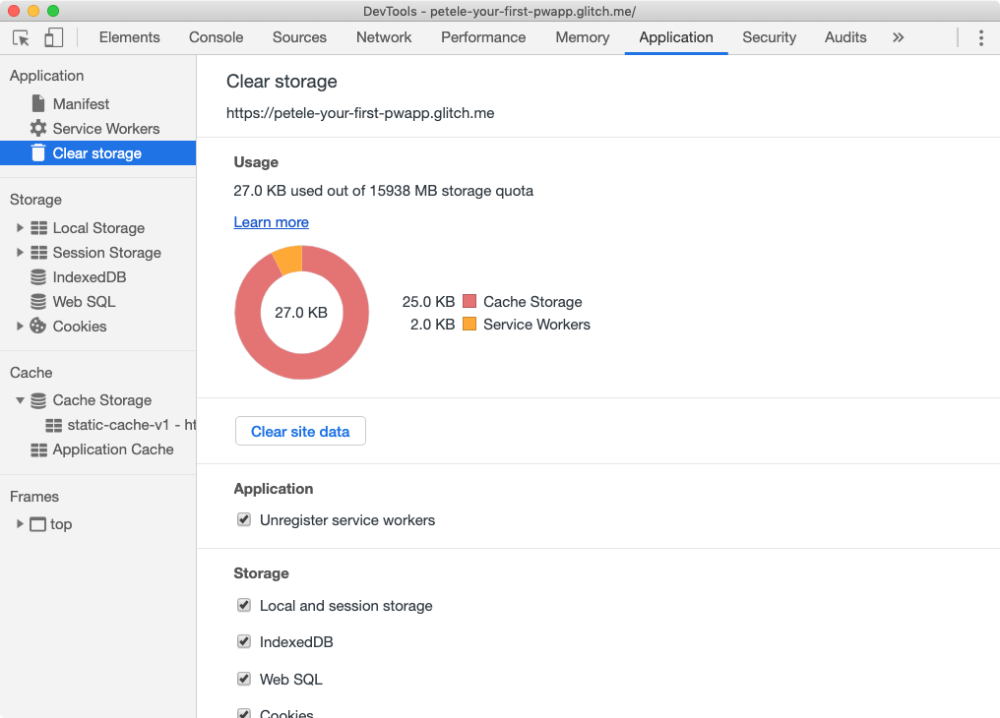 DevTools - petele-your-first-pwapp.glitch.me/
Elements Console Sources Network Performance Memory Application Security Audits »
Application
Manifest
Service Workers
Clear storage
Storage
Local Storage
Session Storage
IndexedDB
Web SQL
Cookies
Cache
Cache Storage
static-cache-v1 - ht
Application Cache
Frames
top
Clear storage
https://petele-your-first-pwapp.glitch.me
Usage
27.0 KB used out of 15938 MB storage quota
Learn more
27.0 KB
25.0 KB Cache Storage
2.0 KB Service Workers
Clear site data
Application
Unregister service workers
Storage
Local and session storage
IndexedDB
Web SQL
Cookies